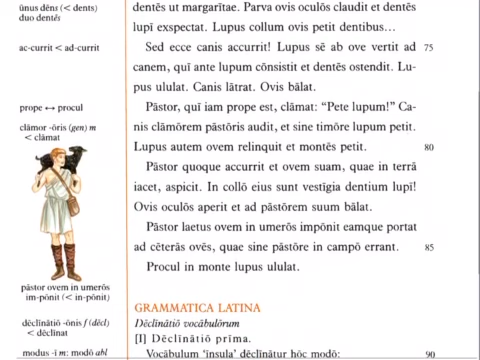 ūnus dēns (< dents)
duo dentēs
ac-currit < ad-currit
prope ↔ procul
clāmor -ōris (gen) m
< clāmat
pāstor ovem in umerōs
im-pōnit (< in-pōnit)
dēclīnātiō -ōnis f (dēcl)
< dēclīnat
modus -ī m: modō abl
dentēs ut margarītae. Parva ovis oculōs claudit et dentēs
lupī exspectat. Lupus collum ovis petit dentibus...
Sed ecce canis accurrit! Lupus sē ab ove vertit ad 75
canem, quī ante lupum cōnsistit et dentēs ostendit. Lu-
pus ululat. Canis lātrat. Ovis bālat.
Pāstor, quī iam prope est, clāmat: “Pete lupum!” Ca-
nis clāmōrem pāstōris audit, et sine timōre lupum petit.
Lupus autem ovem relinquit et montēs petit. 80
Pāstor quoque accurrit et ovem suam, quae in terrā
iacet, aspicit. In collō eius sunt vestīgia dentium lupī!
Ovis oculōs aperit et ad pāstōrem suum bālat.
Pāstor laetus ovem in umerōs impōnit eamque portat
ad cēterās ovēs, quae sine pāstōre in campō errant. 85
Procul in monte lupus ululat.
GRAMMATICA LATINA
Dēclīnātiō vocābulōrum
[I] Dēclīnātiō prīma.
Vocābulum ‘īnsula’ dēclīnātur hōc modō: 90